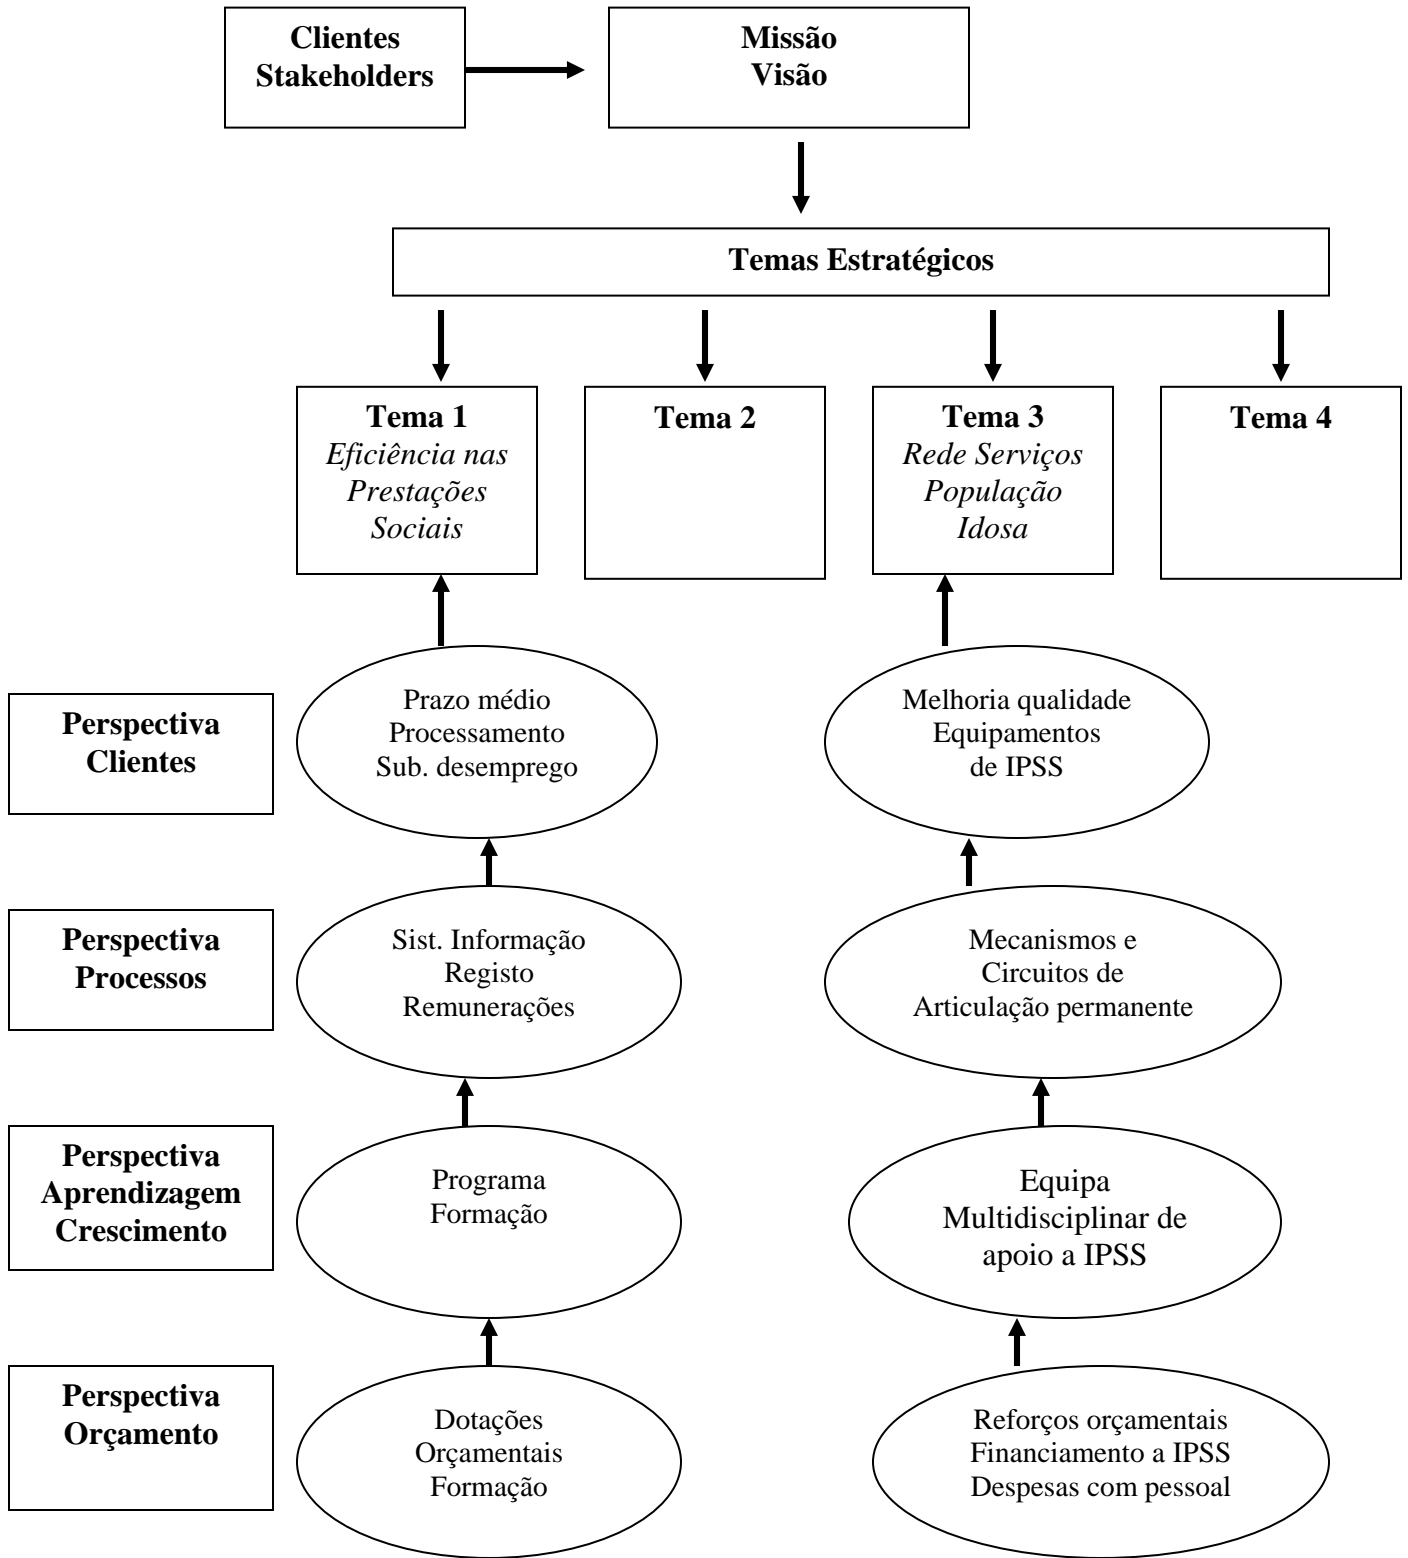 Clientes
Stakeholders
Missão
Visão
Temas Estratégicos
Tema 1
Eficiência nas
Prestações
Sociais
Tema 2
Tema 3
Rede Serviços
População
Idosa
Tema 4
Perspectiva
Clientes
Prazo médio
Processamento
Sub. desemprego
Melhoria qualidade
Equipamentos
de IPSS
Perspectiva
Processos
Sist. Informação
Registo
Remunerações
Mecanismos e
Circuitos de
Articulação permanente
Perspectiva
Aprendizagem
Crescimento
Programa
Formação
Equipa
Multidisciplinar de
apoio a IPSS
Perspectiva
Orçamento
Dotações
Orçamentais
Formação
Reforços orçamentais
Financiamento a IPSS
Despesas com pessoal